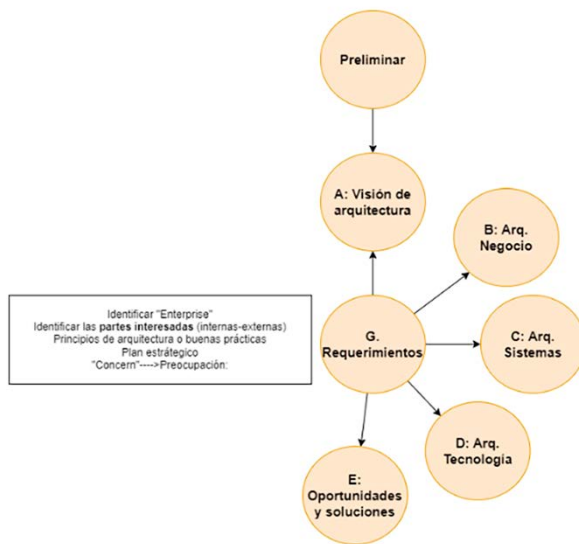 Preliminar
A: Visión de
arquitectura
B: Arq.
Negocio
Identificar "Enterprise"
Identificar las partes interesadas (internas-externas)
Principios de arquitectura o buenas prácticas
Plan estratégico
"Concern"---->Preocupación:
G.
Requerimientos
C: Arq.
Sistemas
D: Arq.
Tecnología
E:
Oportunidades
y soluciones